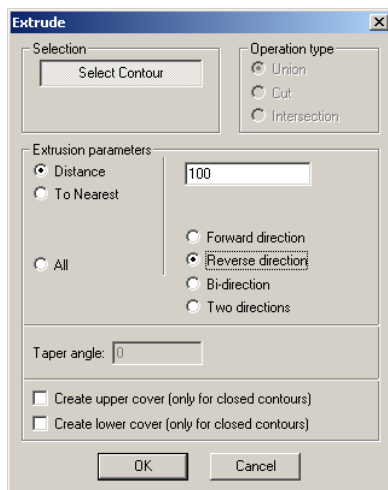 Extrude
Selection
Select Contour
Operation type
Union
Cut
Intersection
Extrusion parameters
Distance
100
To Nearest
All
Forward direction
Reverse direction
Bi-direction
Two directions
Taper angle: 0
Create upper cover (only for closed contours)
Create lower cover (only for closed contours)
OK Cancel